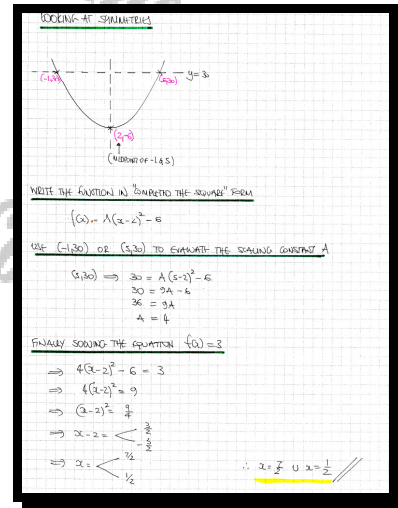 LOOKING AT SYMMETRIES
y=30
(-1,30)
(5,30)
(2,-6)
(MIDPOINT OF -1 & 5)
WRITE THE FUNCTION IN "COMPLETED THE SQUARE" FORM
f(x) = A(x-2)² - 6
USE (-1,30) OR (5,30) TO EVALUATE THE SCALING CONSTANT A
(5,30) ⟹ 30 = A(5-2)² - 6
30 = 9A - 6
36 = 9A
A = 4
FINALLY SOLVING THE EQUATION f(x)=3
⟹ 4(x-2)² - 6 = 3
⟹ 4(x-2)² = 9
⟹ (x-2)² = 9/4
⟹ x-2 = < 3/2
-3/2
⟹ x = < 7/2
1/2
∴ x = 7/2 ∪ x = 1/2